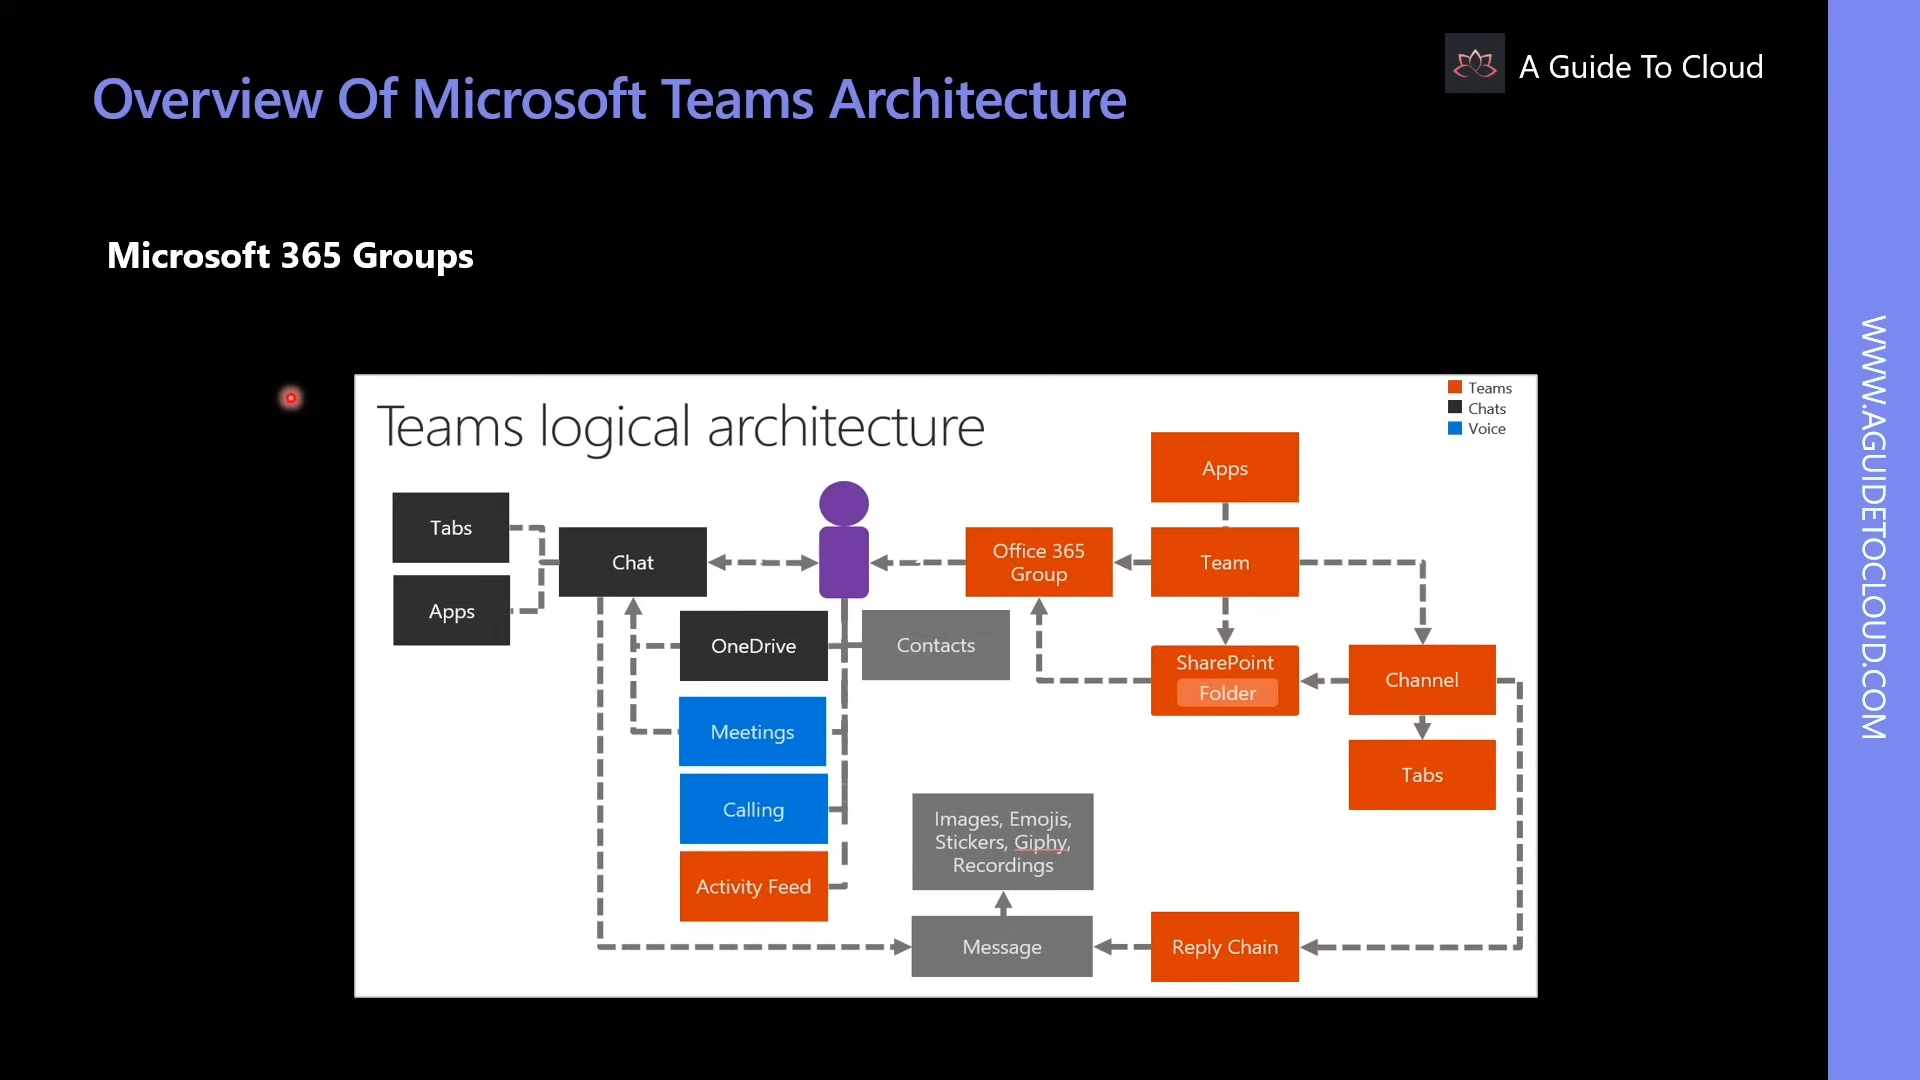 Overview Of Microsoft Teams Architecture
A Guide To Cloud
Microsoft 365 Groups
WWW.AGUIDETOCLOUD.COM
Teams logical architecture
Teams
Chats
Voice
Tabs
Apps
Chat
OneDrive
Contacts
Meetings
Calling
Activity Feed
Office 365
Group
Apps
Team
SharePoint
Folder
Channel
Tabs
Images, Emojis,
Stickers, Giphy,
Recordings
Message
Reply Chain